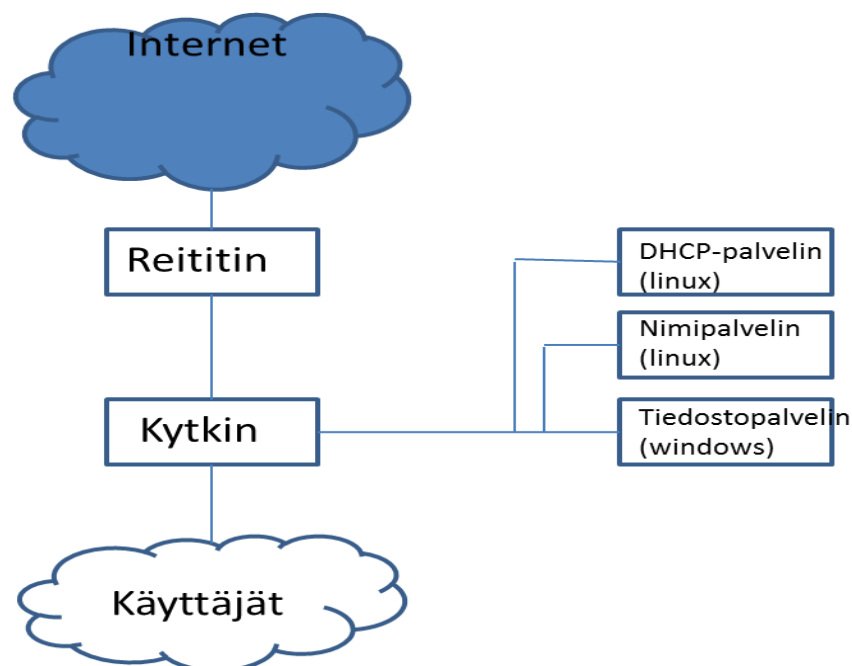 Internet
Reititin
DHCP-palvelin
(linux)
Nimipalvelin
(linux)
Kytkin
Tiedostopalvelin
(windows)
Käyttäjät